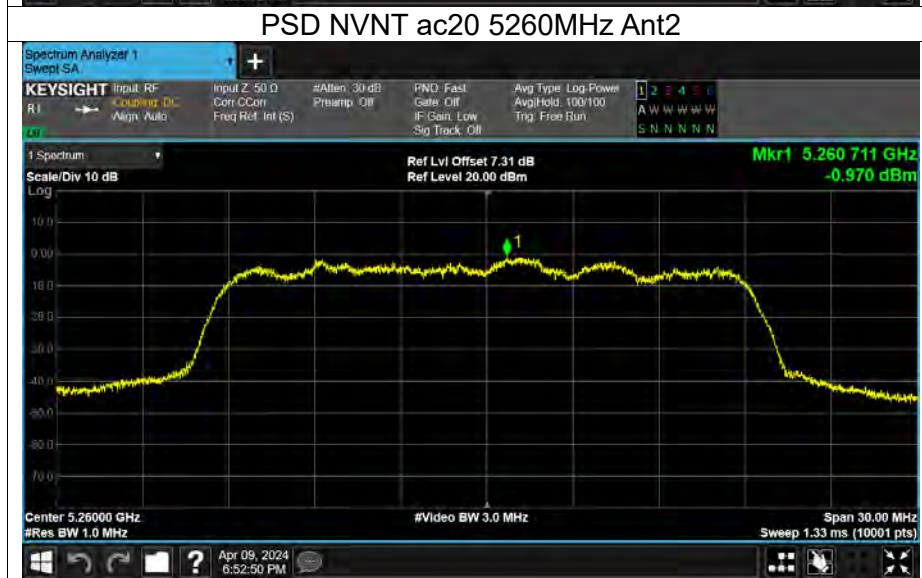 PSD NVNT ac20 5260MHz Ant2
Spectrum Analyzer 1
Swept SA
+
KEYSIGHT Input: RF Input Z: 50 Ω #Atten: 30 dB PNO: Fast Avg Type: Log-Power 1 2 3 4 5 6
Coupling: DC Corr CCorr Preamp: Off Gate: Off Avg|Hold: 100/100 A W W W W W
Align: Auto Freq Ref: Int (S) IF Gain: Low Trig: Free Run
Sig Track: Off S N N N N N
1 Spectrum Ref Lvl Offset 7.31 dB Mkr1 5.260 711 GHz
Scale/Div 10 dB Ref Level 20.00 dBm -0.970 dBm
Log
10.0
0.00
1
-10.0
-20.0
-30.0
-40.0
-50.0
-60.0
-70.0
Center 5.26000 GHz #Video BW 3.0 MHz Span 30.00 MHz
#Res BW 1.0 MHz Sweep 1.33 ms (10001 pts)
? Apr 09, 2024
6:52:50 PM